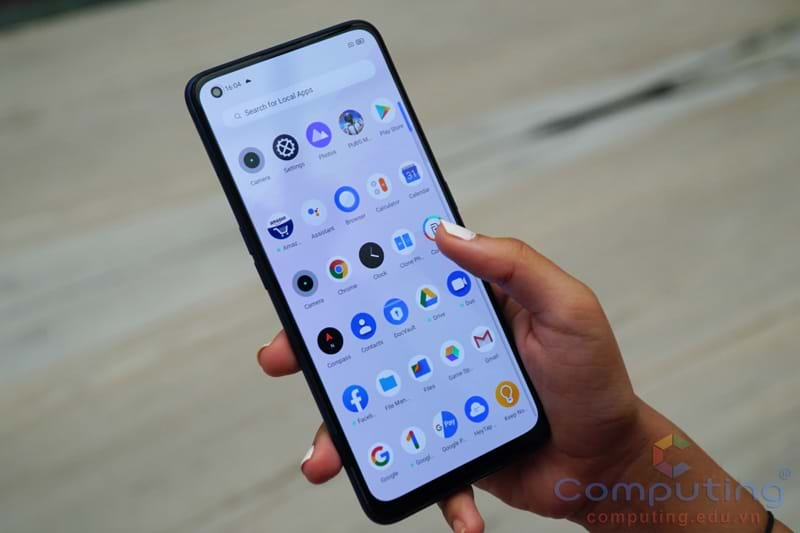 16:04
Search for Local Apps
Camera
Settings
Photos
PUBG M...
Play Store
amazon
Amaz...
Assistant
Browser
Calculator
31
Calendar
Camera
Chrome
Clock
Clone Ph...
N
Compass
Contacts
DocVault
Drive
Duo
Faceb...
File Man...
Files
Game Sp...
Gmail
G Pay
Google
Googl...
Google P...
HeyTap...
Keep No...
Computing®
computing.edu.vn